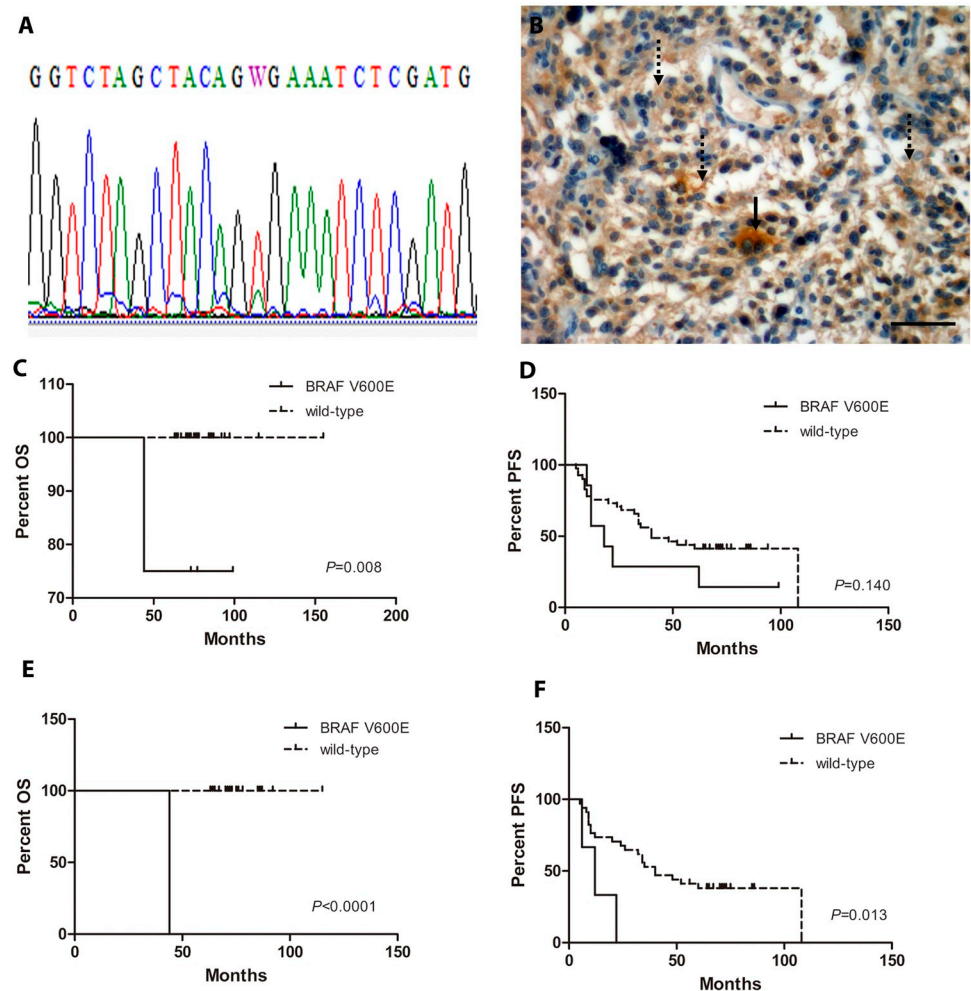 A
GGTCTAGCTACAGWGAAATCTCGATG
B
C
110
100
90
80
70
0
50
100
150
200
Percent OS
Months
BRAF V600E
wild-type
P=0.008
D
150
100
50
0
0
50
100
150
Percent PFS
Months
BRAF V600E
wild-type
P=0.140
E
150
100
50
0
0
50
100
150
Percent OS
Months
BRAF V600E
wild-type
P<0.0001
F
150
100
50
0
0
50
100
150
Percent PFS
Months
BRAF V600E
wild-type
P=0.013